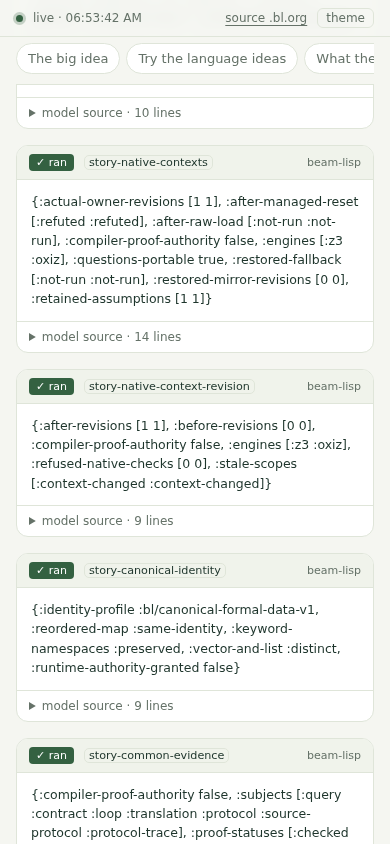 live · 06:53:42 AM source .bl.org theme
The big idea Try the language ideas What the
▶ model source · 10 lines
✓ ran story-native-contexts beam-lisp
{:actual-owner-revisions [1 1], :after-managed-reset
[:refuted :refuted], :after-raw-load [:not-run :not-
run], :compiler-proof-authority false, :engines [:z3
:oxiz], :questions-portable true, :restored-fallback
[:not-run :not-run], :restored-mirror-revisions [0 0],
:retained-assumptions [1 1]}
▶ model source · 14 lines
✓ ran story-native-context-revision beam-lisp
{:after-revisions [1 1], :before-revisions [0 0],
:compiler-proof-authority false, :engines [:z3 :oxiz],
:refused-native-checks [0 0], :stale-scopes
[:context-changed :context-changed]}
▶ model source · 9 lines
✓ ran story-canonical-identity beam-lisp
{:identity-profile :bl/canonical-formal-data-v1,
:reordered-map :same-identity, :keyword-
namespaces :preserved, :vector-and-list :distinct,
:runtime-authority-granted false}
▶ model source · 9 lines
✓ ran story-common-evidence beam-lisp
{:compiler-proof-authority false, :subjects [:query
:contract :loop :translation :protocol :source-
protocol :protocol-trace], :proof-statuses [:checked